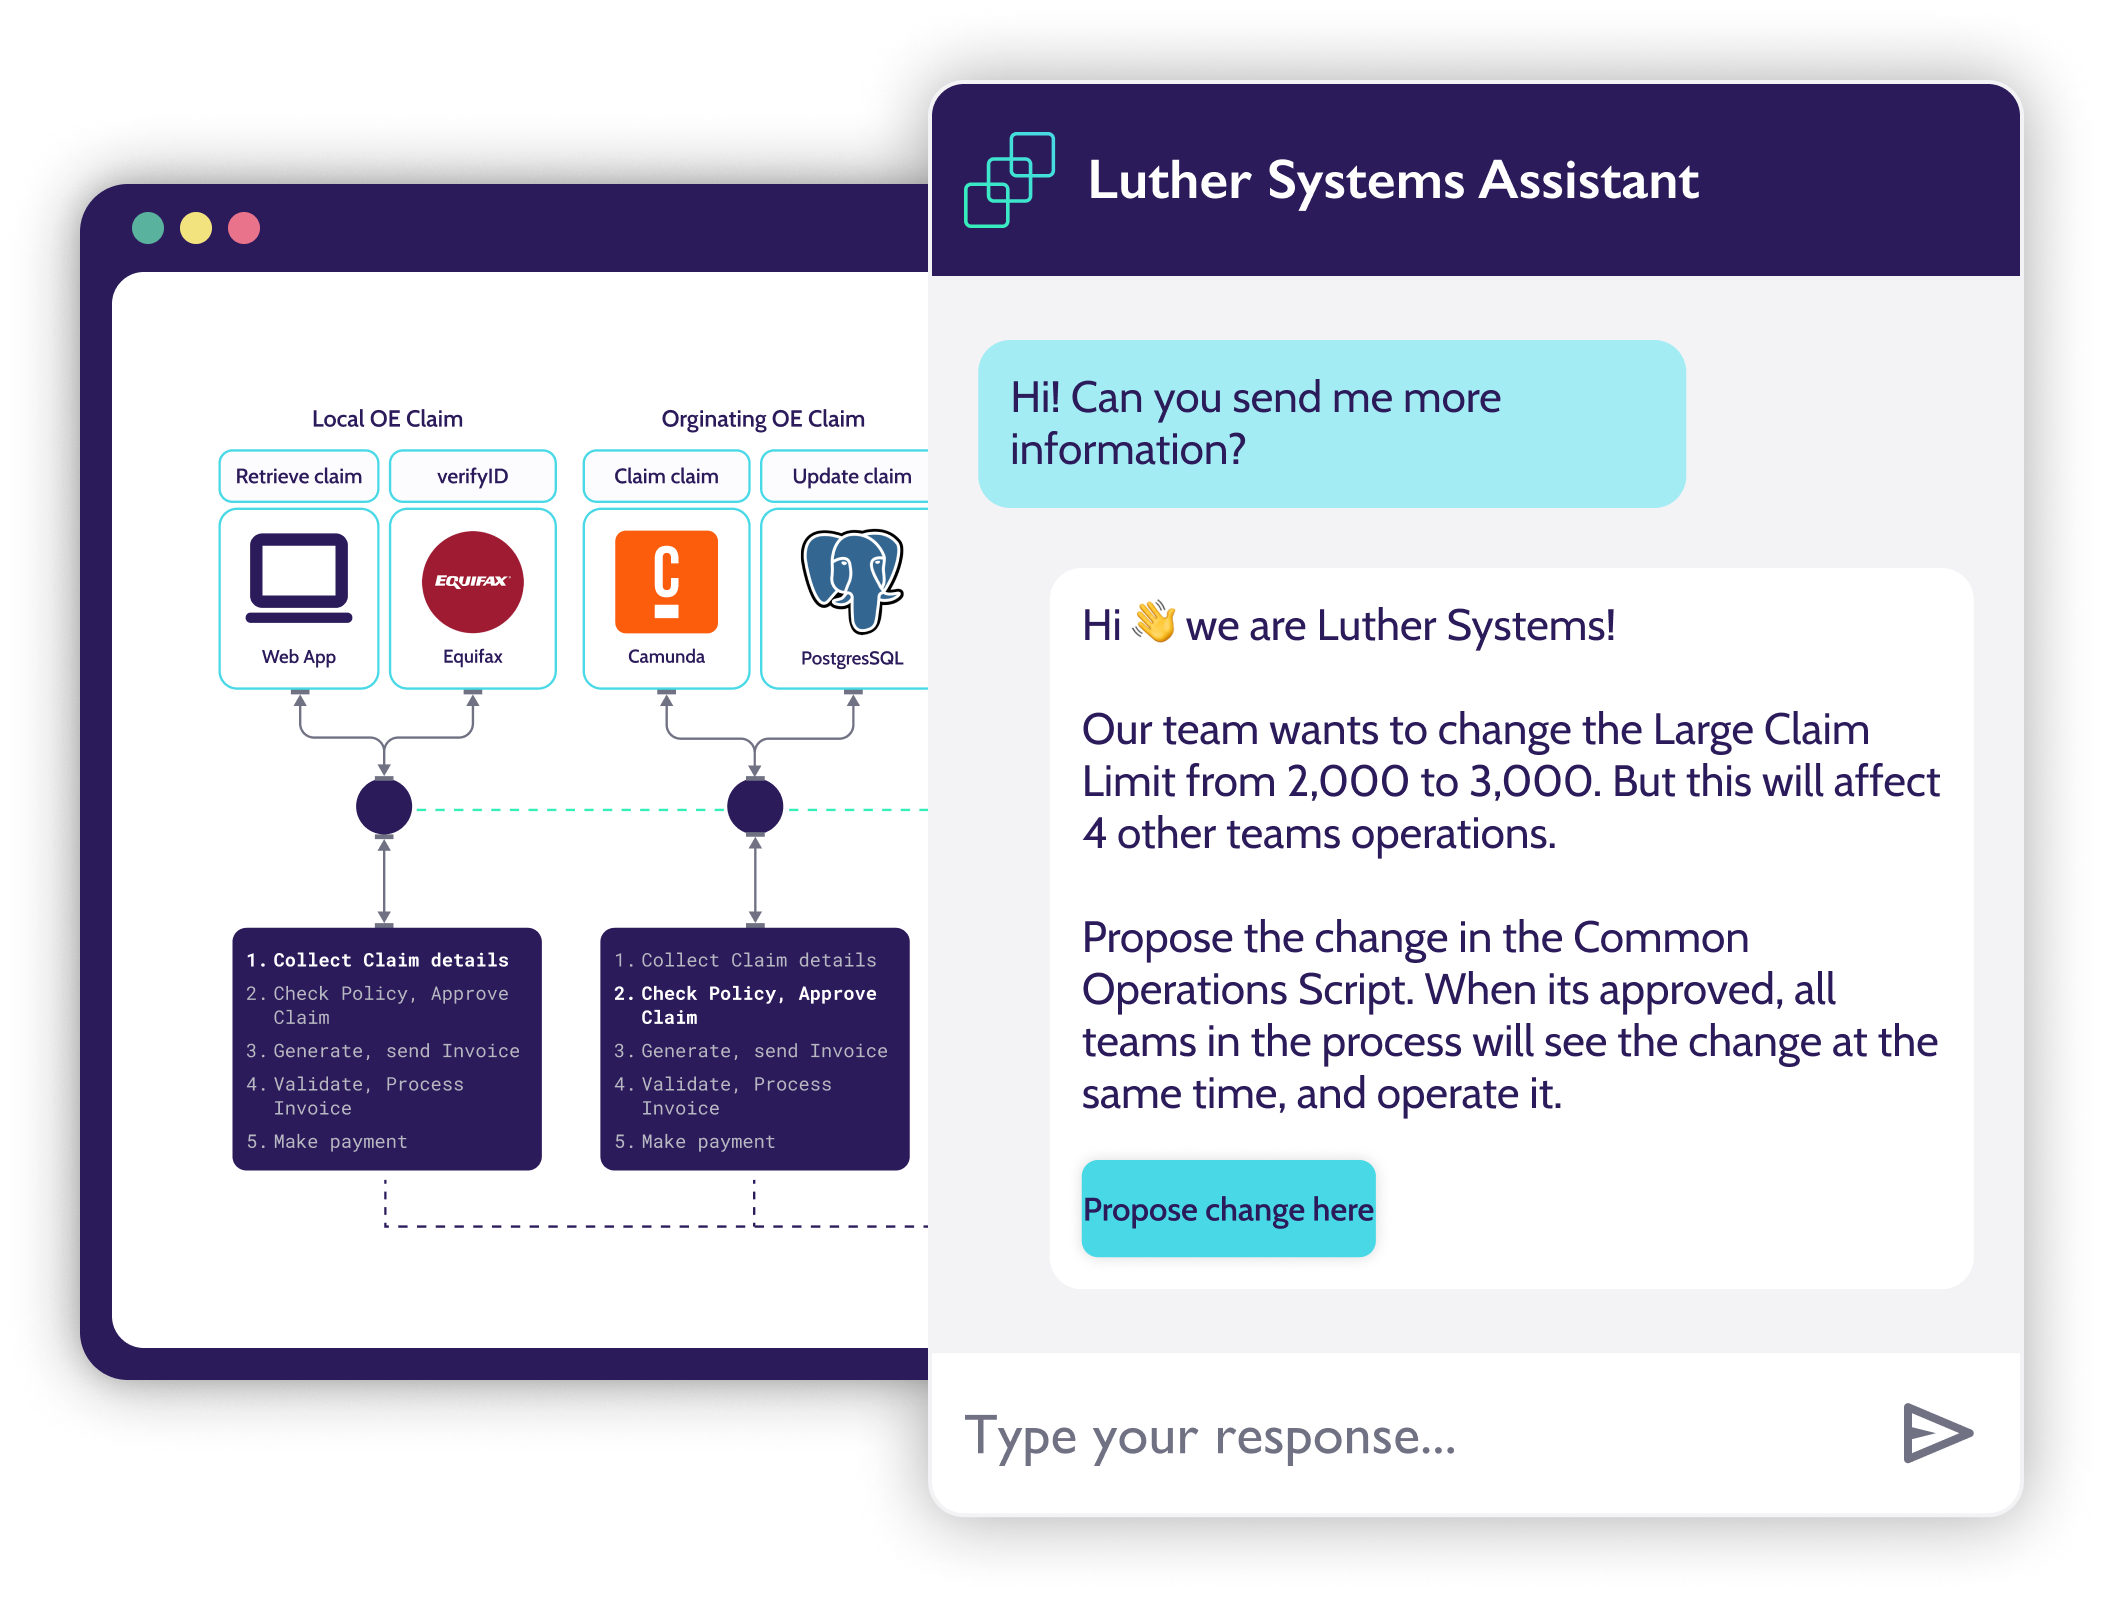 Local OE Claim
Orginating OE Claim
Retrieve claim
verifyID
Claim claim
Update claim
EQUIFAX
Web App
Equifax
Camunda
PostgresSQL
1. Collect Claim details
2. Check Policy, Approve
Claim
3. Generate, send Invoice
4. Validate, Process
Invoice
5. Make payment
1. Collect Claim details
2. Check Policy, Approve
Claim
3. Generate, send Invoice
4. Validate, Process
Invoice
5. Make payment
Luther Systems Assistant
Hi! Can you send me more
information?
Hi 👋 we are Luther Systems!
Our team wants to change the Large Claim
Limit from 2,000 to 3,000. But this will affect
4 other teams operations.
Propose the change in the Common
Operations Script. When its approved, all
teams in the process will see the change at the
same time, and operate it.
Propose change here
Type your response...